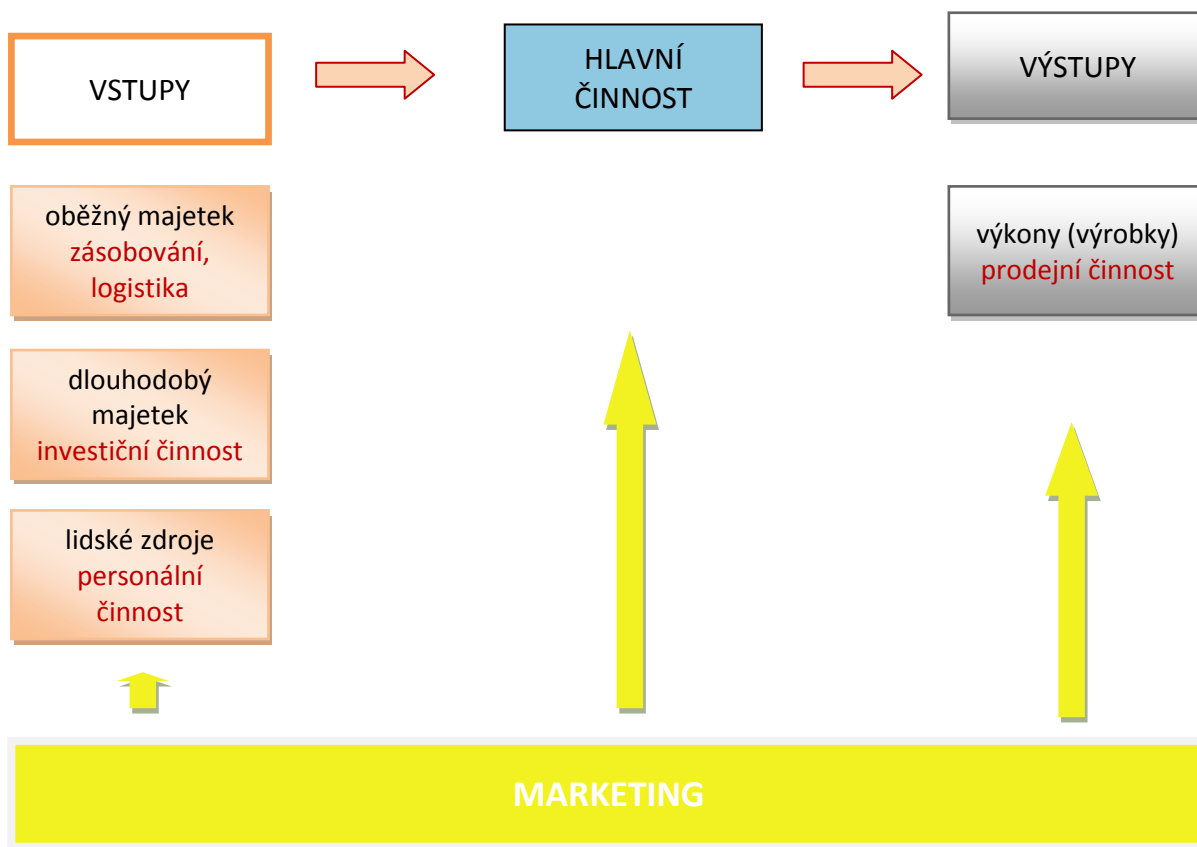 VSTUPY
HLAVNÍ
ČINNOST
VÝSTUPY
oběžný majetek
zásobování,
logistika
výkony (výrobky)
prodejní činnost
dlouhodobý
majetek
investiční činnost
lidské zdroje
personální
činnost
MARKETING